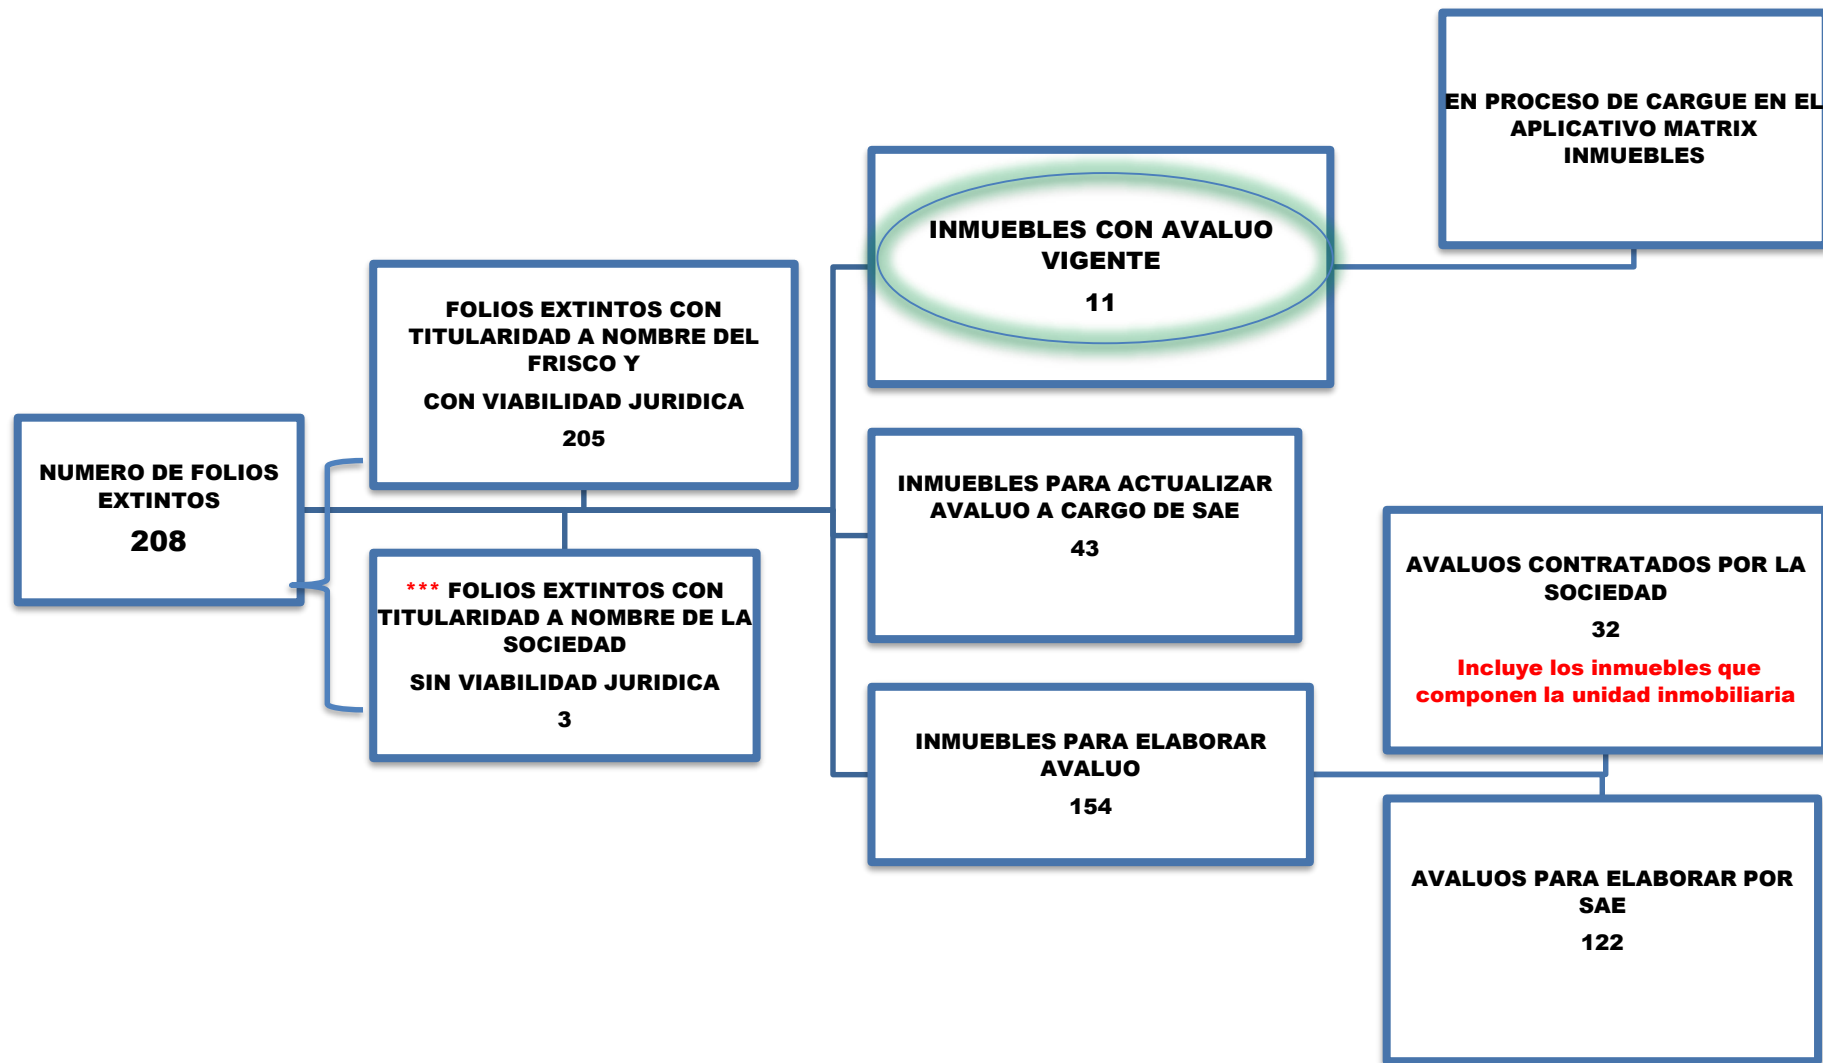 NUMERO DE FOLIOS
EXTINTOS
208
FOLIOS EXTINTOS CON
TITULARIDAD A NOMBRE DEL
FRISCO Y
CON VIABILIDAD JURIDICA
205
*** FOLIOS EXTINTOS CON
TITULARIDAD A NOMBRE DE LA
SOCIEDAD
SIN VIABILIDAD JURIDICA
3
INMUEBLES CON AVALUO
VIGENTE
11
EN PROCESO DE CARGUE EN EL
APLICATIVO MATRIX
INMUEBLES
INMUEBLES PARA ACTUALIZAR
AVALUO A CARGO DE SAE
43
INMUEBLES PARA ELABORAR
AVALUO
154
AVALUOS CONTRATADOS POR LA
SOCIEDAD
32
Incluye los inmuebles que
componen la unidad inmobiliaria
AVALUOS PARA ELABORAR POR
SAE
122